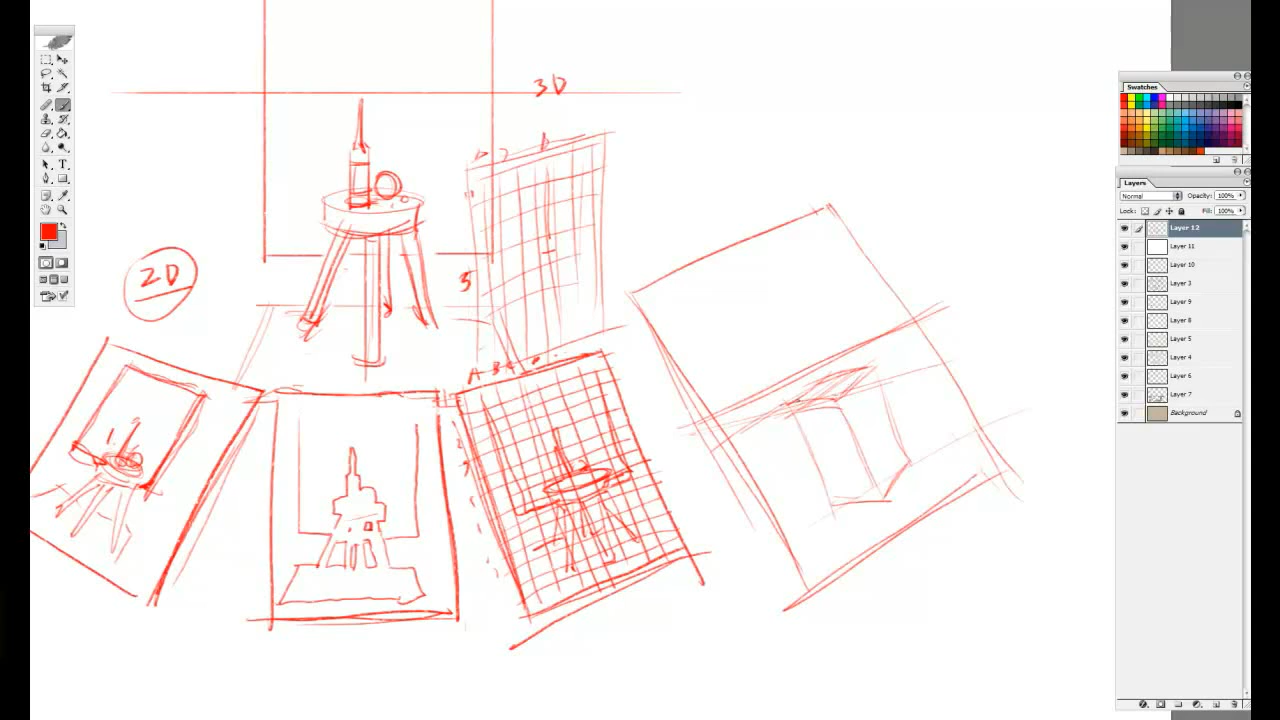 3D
2D
Swatches
Layers
Normal
Opacity: 100%
Lock:
Fill: 100%
Layer 12
Layer 11
Layer 10
Layer 3
Layer 9
Layer 8
Layer 5
Layer 4
Layer 6
Layer 7
Background